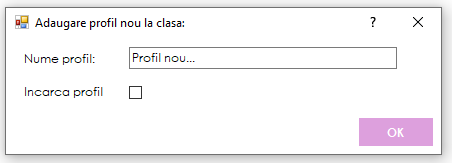 Adaugare profil nou la clasa:
?
Nume profil: Profil nou...
Incarca profil
OK